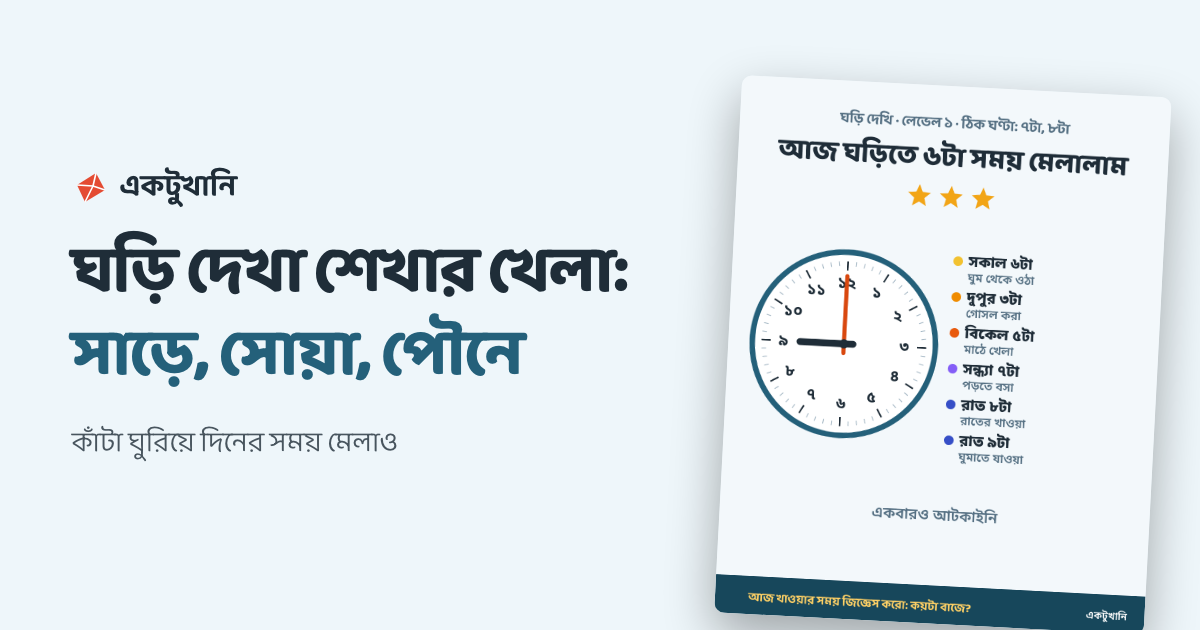 একটুখানি
ঘড়ি দেখা শেখার খেলা:
সাড়ে, সোয়া, পৌনে
কাঁটা ঘুরিয়ে দিনের সময় মেলাও
ঘড়ি দেখি · লেভেল ১ · ঠিক ঘণ্টা: ৭টা, ৮টা
আজ ঘড়িতে ৬টা সময় মেলালাম
১২
১
২
৩
৪
৫
৬
৭
৮
৯
১০
১১
সকাল ৬টা
ঘুম থেকে ওঠা
দুপুর ৩টা
গোসল করা
বিকেল ৫টা
মাঠে খেলা
সন্ধ্যা ৭টা
পড়তে বসা
রাত ৮টা
রাতের খাওয়া
রাত ৯টা
ঘুমাতে যাওয়া
একবারও আটকাইনি
আজ খাওয়ার সময় জিজ্ঞেস করো: কয়টা বাজে?
একটুখানি